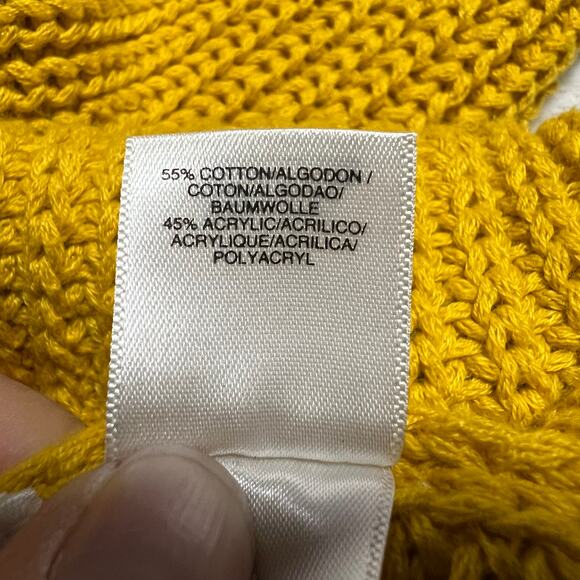 55% COTTON/ALGODON /
COTON/ALGODAO/
BAUMWOLLE
45% ACRYLIC/ACRILICO/
ACRYLIQUE/ACRILICA/
POLYACRYL